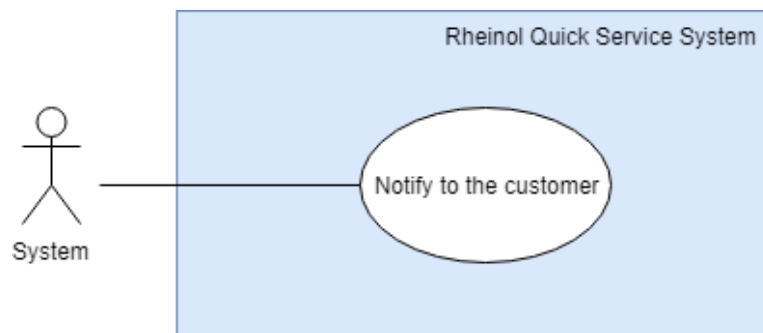 Rheinol Quick Service System
Notify to the customer
System